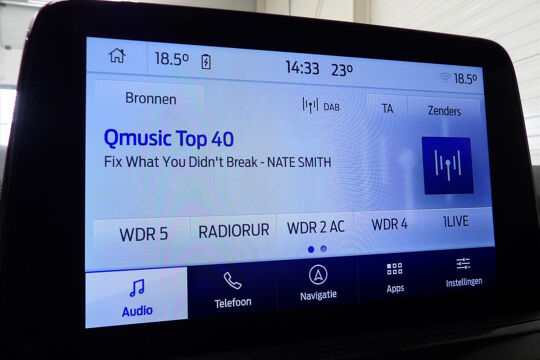 18.5° 14:33 23° 18.5°
Bronnen DAB TA Zenders
Qmusic Top 40
Fix What You Didn't Break - NATE SMITH
WDR 5 RADIORUR WDR 2 AC WDR 4 1LIVE
Audio Telefoon Navigatie Apps Instellingen